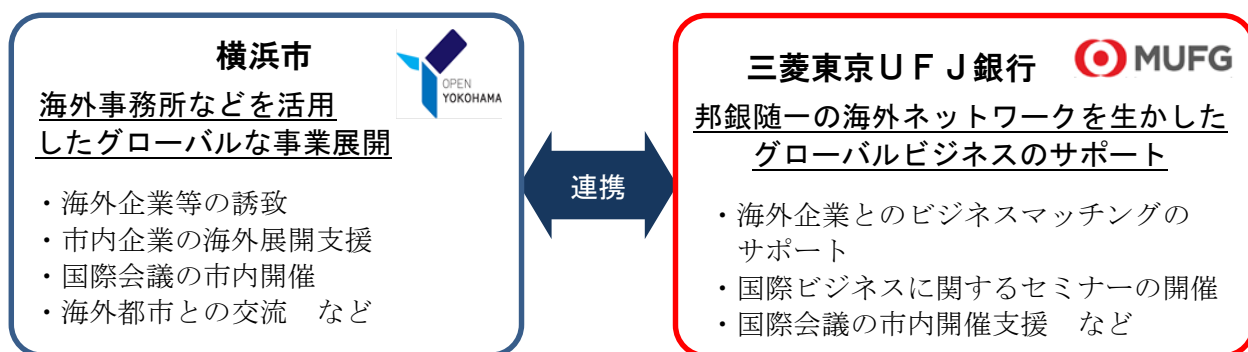 横浜市
OPEN
YOKOHAMA
海外事務所などを活用
したグローバルな事業展開
・海外企業等の誘致
・市内企業の海外展開支援
・国際会議の市内開催
・海外都市との交流　など
連携
三菱東京ＵＦＪ銀行
MUFG
邦銀随一の海外ネットワークを生かした
グローバルビジネスのサポート
・海外企業とのビジネスマッチングの
サポート
・国際ビジネスに関するセミナーの開催
・国際会議の市内開催支援　など